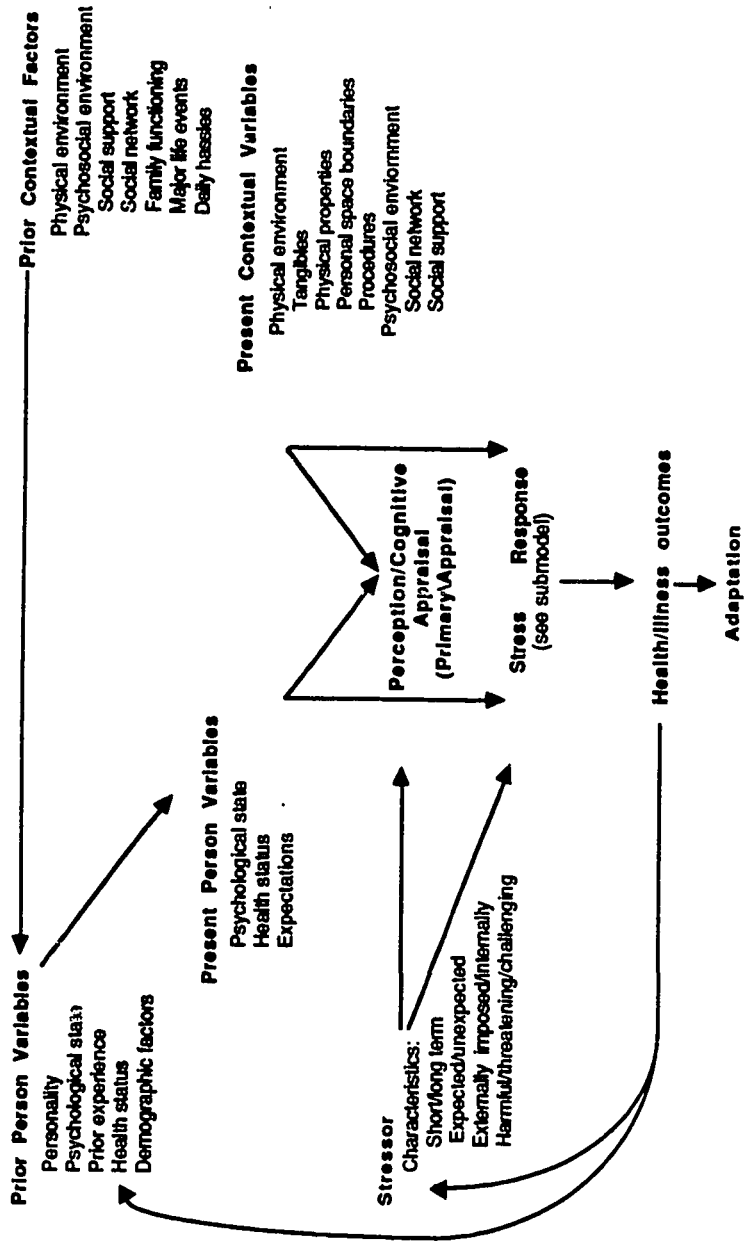 Prior Person Variables
Personality
Psychological state
Prior experience
Health status
Demographic factors
Prior Contextual Factors
Physical environment
Psychosocial environment
Social support
Social network
Family functioning
Major life events
Daily hassles
Present Person Variables
Psychological state
Health status
Expectations
Present Contextual Variables
Physical environment
Tangibles
Physical properties
Personal space boundaries
Procedures
Psychosocial enviornment
Social network
Social support
Perception/Cognitive
Appraisal
(Primary\Appraisal)
Stressor
Characteristics:
Short/long term
Expected/unexpected
Externally imposed/internally
Harmful/threatening/challenging
Stress Response
(see submodel)
Health/illness outcomes
Adaptation